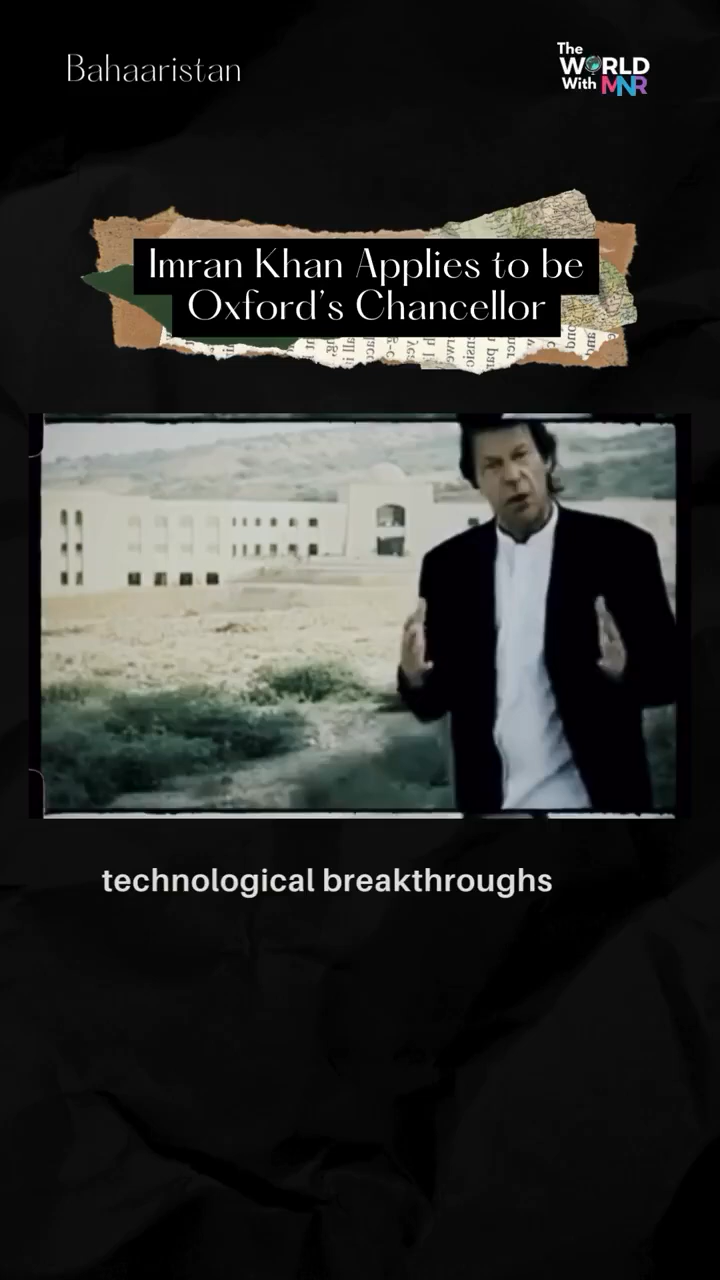 Bahaaristan
The
WORLD
With MNR
Imran Khan Applies to be
Oxford's Chancellor
technological breakthroughs